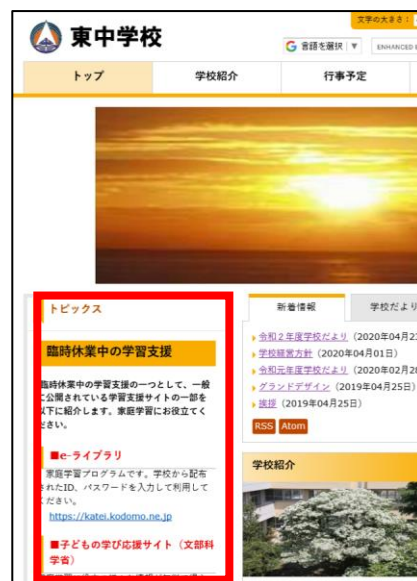 文字の大きさ：
東中学校
言語を選択 ▼
ENHANCED
トップ
学校紹介
行事予定
トピックス
臨時休業中の学習支援
臨時休業中の学習支援の一つとして、一般
に公開されている学習支援サイトの一部を
以下に紹介します。家庭学習にお役立てく
ださい。
■e-ライブラリ
家庭学習プログラムです。学校から配布
されたID、パスワードを入力して利用して
ください。
https://katei.kodomo.ne.jp
■子どもの学び応援サイト（文部科
学省）
新着情報
学校だより
令和２年度学校だより（2020年04月2
学校経営方針（2020年04月01日）
令和元年度学校だより（2020年02月28
グランドデザイン（2019年04月25日）
挨拶（2019年04月25日）
RSS Atom
学校紹介